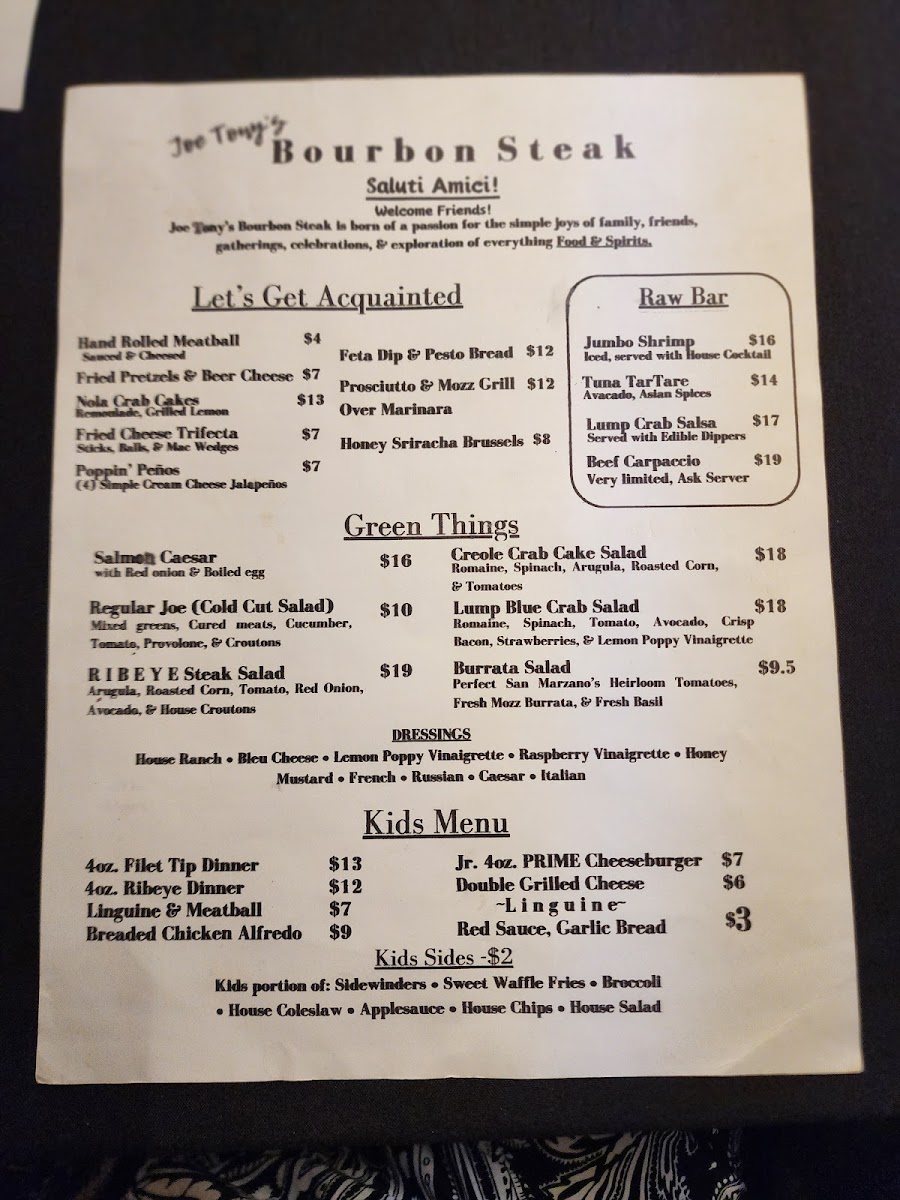 Joe Tony's
Bourbon Steak
Saluti Amici!
Welcome Friends!
Joe Tony's Bourbon Steak is born of a passion for the simple joys of family, friends,
gatherings, celebrations, & exploration of everything Food & Spirits.
Let's Get Acquainted
Hand Rolled Meatball $4
Sauced & Cheesed
Fried Pretzels & Beer Cheese $7
Nola Crab Cakes $13
Remoulade, Grilled Lemon
Fried Cheese Trifecta $7
Sticks, Balls, & Mac Wedges
Poppin' Peños $7
(4) Simple Cream Cheese Jalapeños
Feta Dip & Pesto Bread $12
Prosciutto & Mozz Grill $12
Over Marinara
Honey Sriracha Brussels $8
Raw Bar
Jumbo Shrimp $16
Iced, served with House Cocktail
Tuna TarTare $14
Avacado, Asian Spices
Lump Crab Salsa $17
Served with Edible Dippers
Beef Carpaccio $19
Very limited, Ask Server
Green Things
Salmon Caesar $16
with Red onion & Boiled egg
Regular Joe (Cold Cut Salad) $10
Mixed greens, Cured meats, Cucumber,
Tomato, Provolone, & Croutons
RIBEYE Steak Salad $19
Arugula, Roasted Corn, Tomato, Red Onion,
Avocado, & House Croutons
Creole Crab Cake Salad $18
Romaine, Spinach, Arugula, Roasted Corn,
& Tomatoes
Lump Blue Crab Salad $18
Romaine, Spinach, Tomato, Avocado, Crisp
Bacon, Strawberries, & Lemon Poppy Vinaigrette
Burrata Salad $9.5
Perfect San Marzano's Heirloom Tomatoes,
Fresh Mozz Burrata, & Fresh Basil
DRESSINGS
House Ranch • Bleu Cheese • Lemon Poppy Vinaigrette • Raspberry Vinaigrette • Honey
Mustard • French • Russian • Caesar • Italian
Kids Menu
4oz. Filet Tip Dinner $13
4oz. Ribeye Dinner $12
Linguine & Meatball $7
Breaded Chicken Alfredo $9
Jr. 4oz. PRIME Cheeseburger $7
Double Grilled Cheese $6
~Linguine~
Red Sauce, Garlic Bread $3
Kids Sides -$2
Kids portion of: Sidewinders • Sweet Waffle Fries • Broccoli
• House Coleslaw • Applesauce • House Chips • House Salad